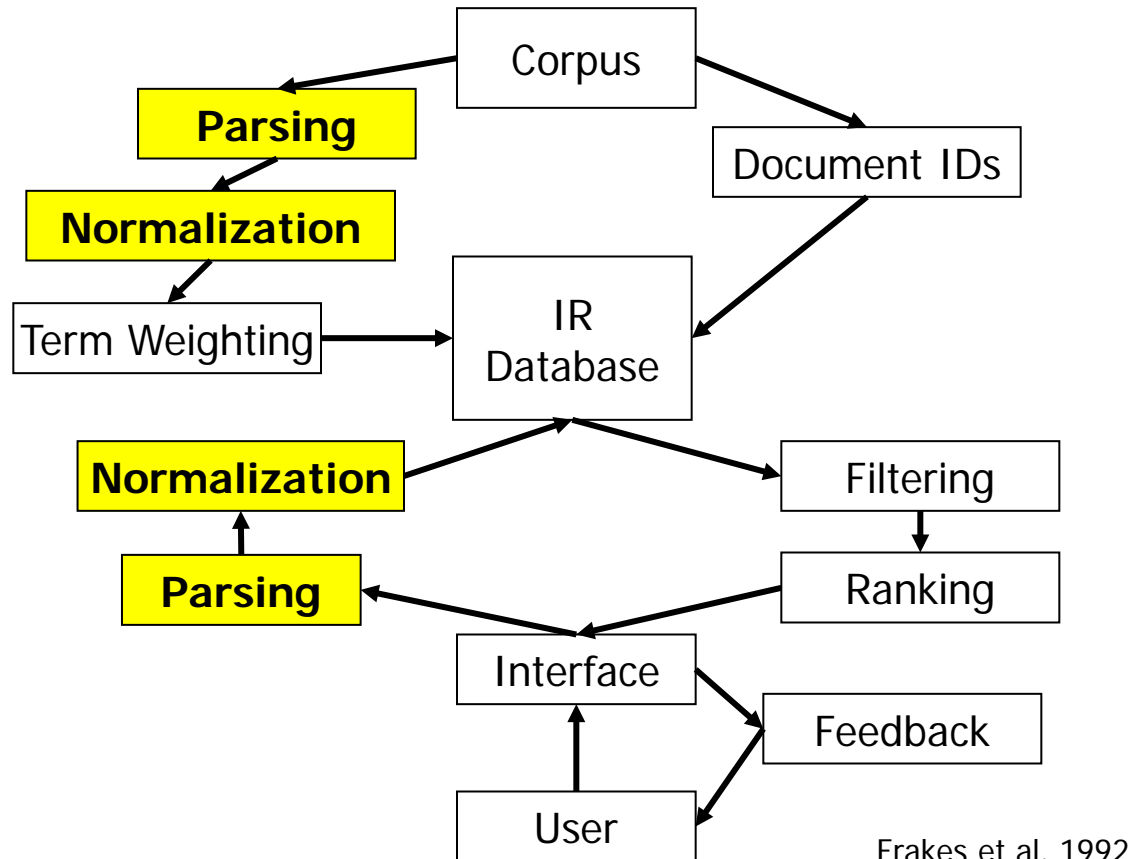 Corpus
Parsing
Document IDs
Normalization
Term Weighting
IR
Database
Normalization
Filtering
Parsing
Ranking
Interface
Feedback
User
Frakes et al. 1992